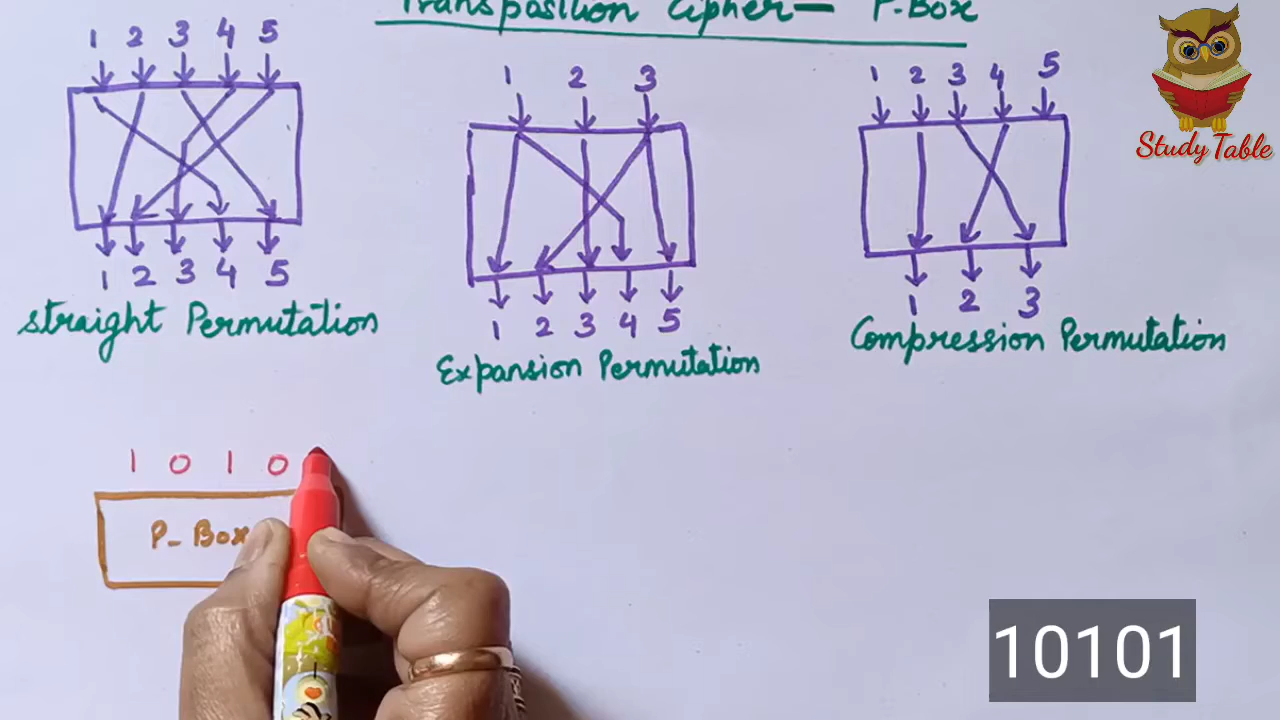 Transposition Cipher— P-Box
1 2 3 4 5
1 2 3 4 5
Straight Permutation
1 2 3
1 2 3 4 5
Expansion Permutation
1 2 3 4 5
1 2 3
Compression Permutation
Study Table
1 0 1 0
P-Box
10101